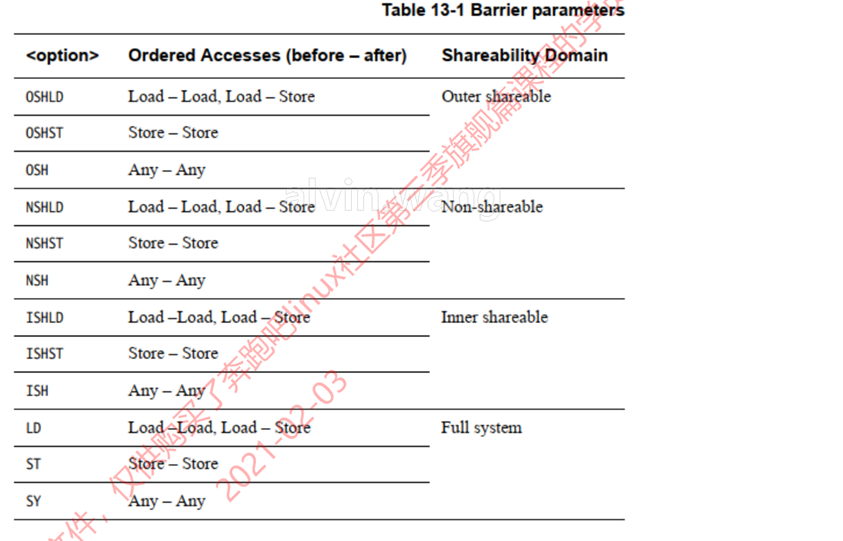 Table 13-1 Barrier parameters
<option> Ordered Accesses (before – after) Shareability Domain
OSHLD Load – Load, Load – Store Outer shareable
OSHST Store – Store
OSH Any – Any
NSHLD Load – Load, Load – Store Non-shareable
NSHST Store – Store
NSH Any – Any
ISHLD Load –Load, Load – Store Inner shareable
ISHST Store – Store
ISH Any – Any
LD Load –Load, Load – Store Full system
ST Store – Store
SY Any – Any
alvin wang
件，仅供购买了奔跑吧linux社区第三季旗舰篇课程的学
2021-02-03